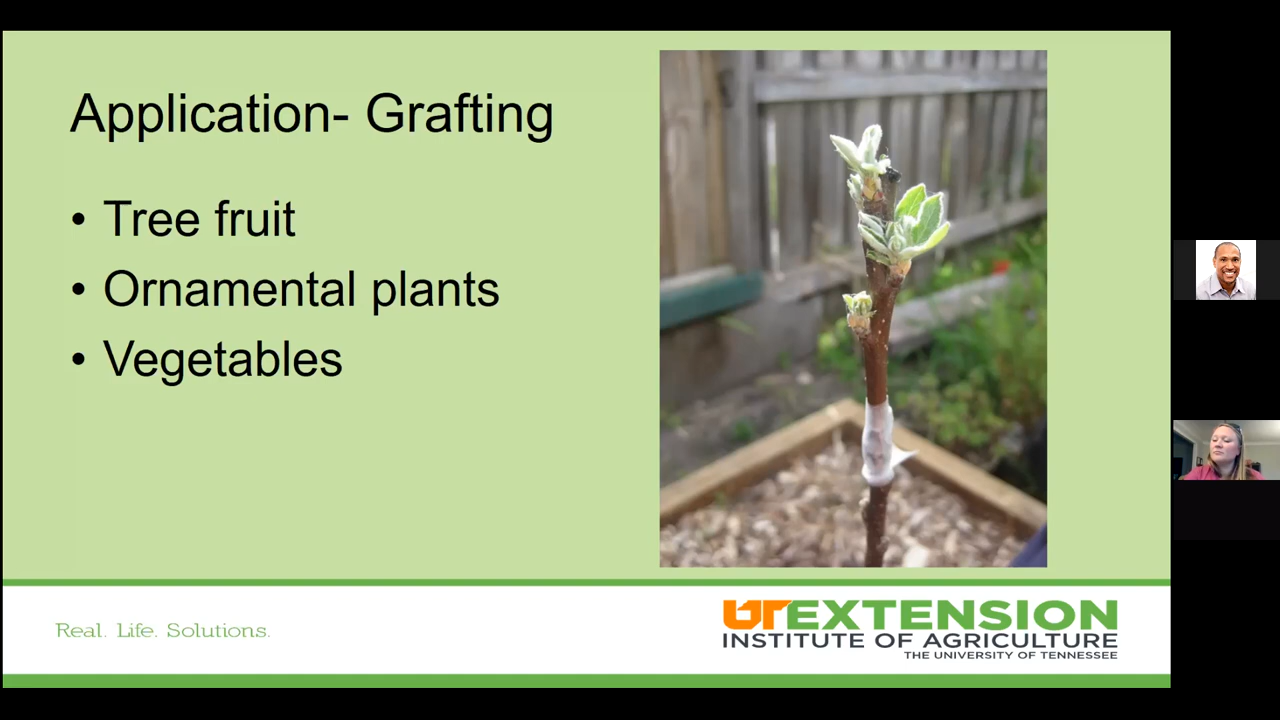 Application- Grafting
• Tree fruit
• Ornamental plants
• Vegetables
Real. Life. Solutions.
UTEXTENSION
INSTITUTE OF AGRICULTURE
THE UNIVERSITY OF TENNESSEE